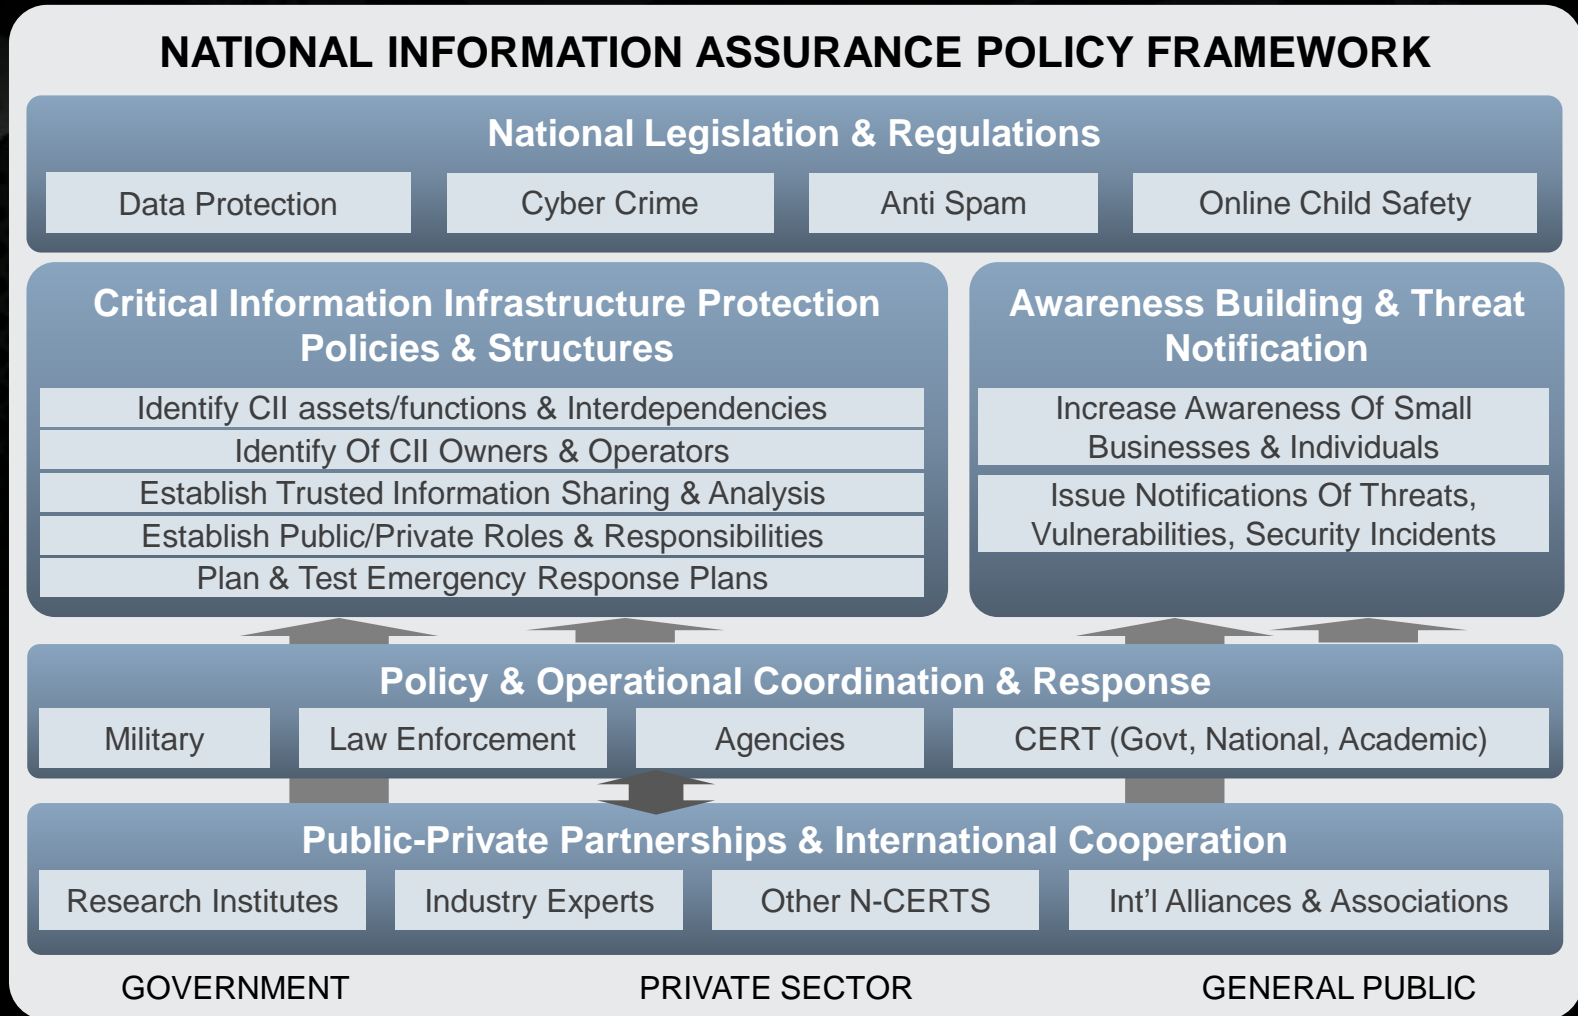 NATIONAL INFORMATION ASSURANCE POLICY FRAMEWORK
National Legislation & Regulations
Data Protection
Cyber Crime
Anti Spam
Online Child Safety
Critical Information Infrastructure Protection
Policies & Structures
Identify CII assets/functions & Interdependencies
Identify Of CII Owners & Operators
Establish Trusted Information Sharing & Analysis
Establish Public/Private Roles & Responsibilities
Plan & Test Emergency Response Plans
Awareness Building & Threat
Notification
Increase Awareness Of Small
Businesses & Individuals
Issue Notifications Of Threats,
Vulnerabilities, Security Incidents
Policy & Operational Coordination & Response
Military
Law Enforcement
Agencies
CERT (Govt, National, Academic)
Public-Private Partnerships & International Cooperation
Research Institutes
Industry Experts
Other N-CERTS
Int'l Alliances & Associations
GOVERNMENT
PRIVATE SECTOR
GENERAL PUBLIC